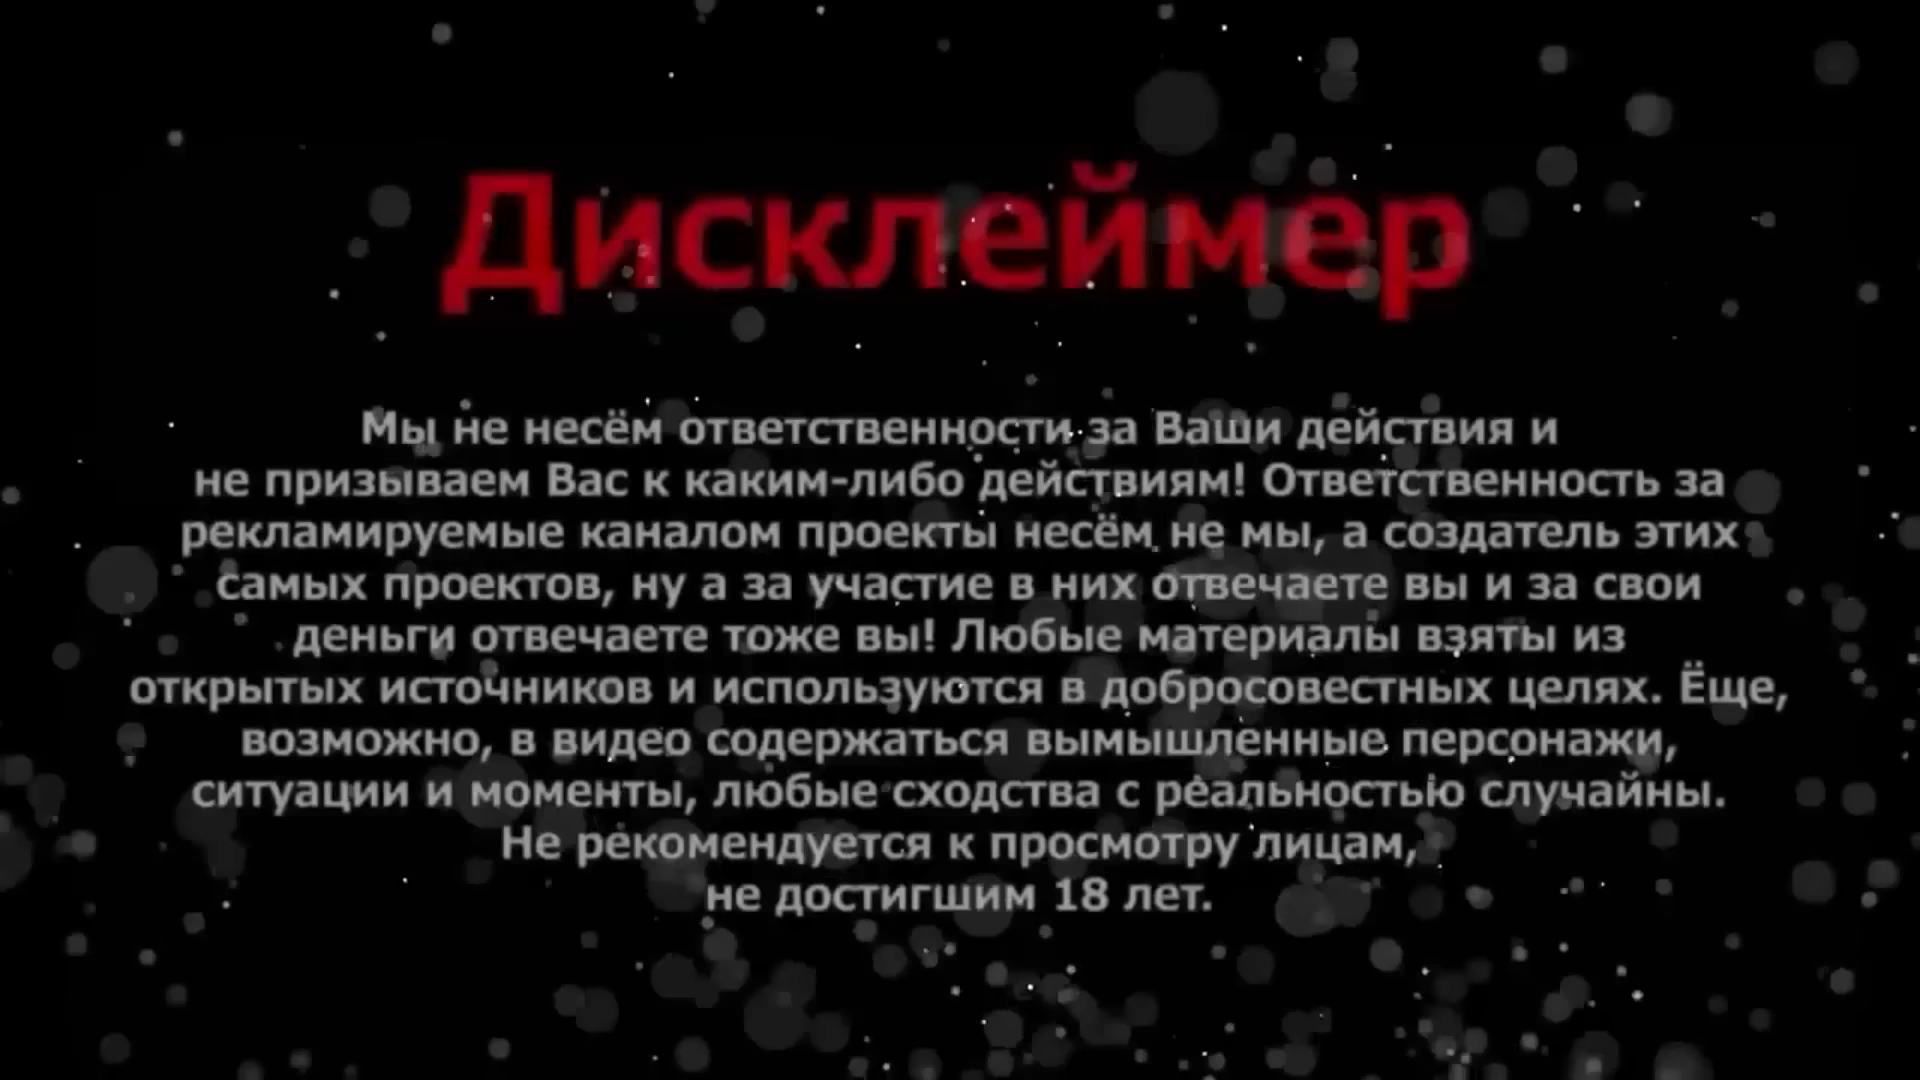 Дисклеймер
Мы не несём ответственности за Ваши действия и
не призываем Вас к каким-либо действиям! Ответственность за
рекламируемые каналом проекты несём не мы, а создатель этих
самых проектов, ну а за участие в них отвечаете вы и за свои
деньги отвечаете тоже вы! Любые материалы взяты из
открытых источников и используются в добросовестных целях. Ёще,
возможно, в видео содержаться вымышленные персонажи,
ситуации и моменты, любые сходства с реальностью случайны.
Не рекомендуется к просмотру лицам,
не достигшим 18 лет.